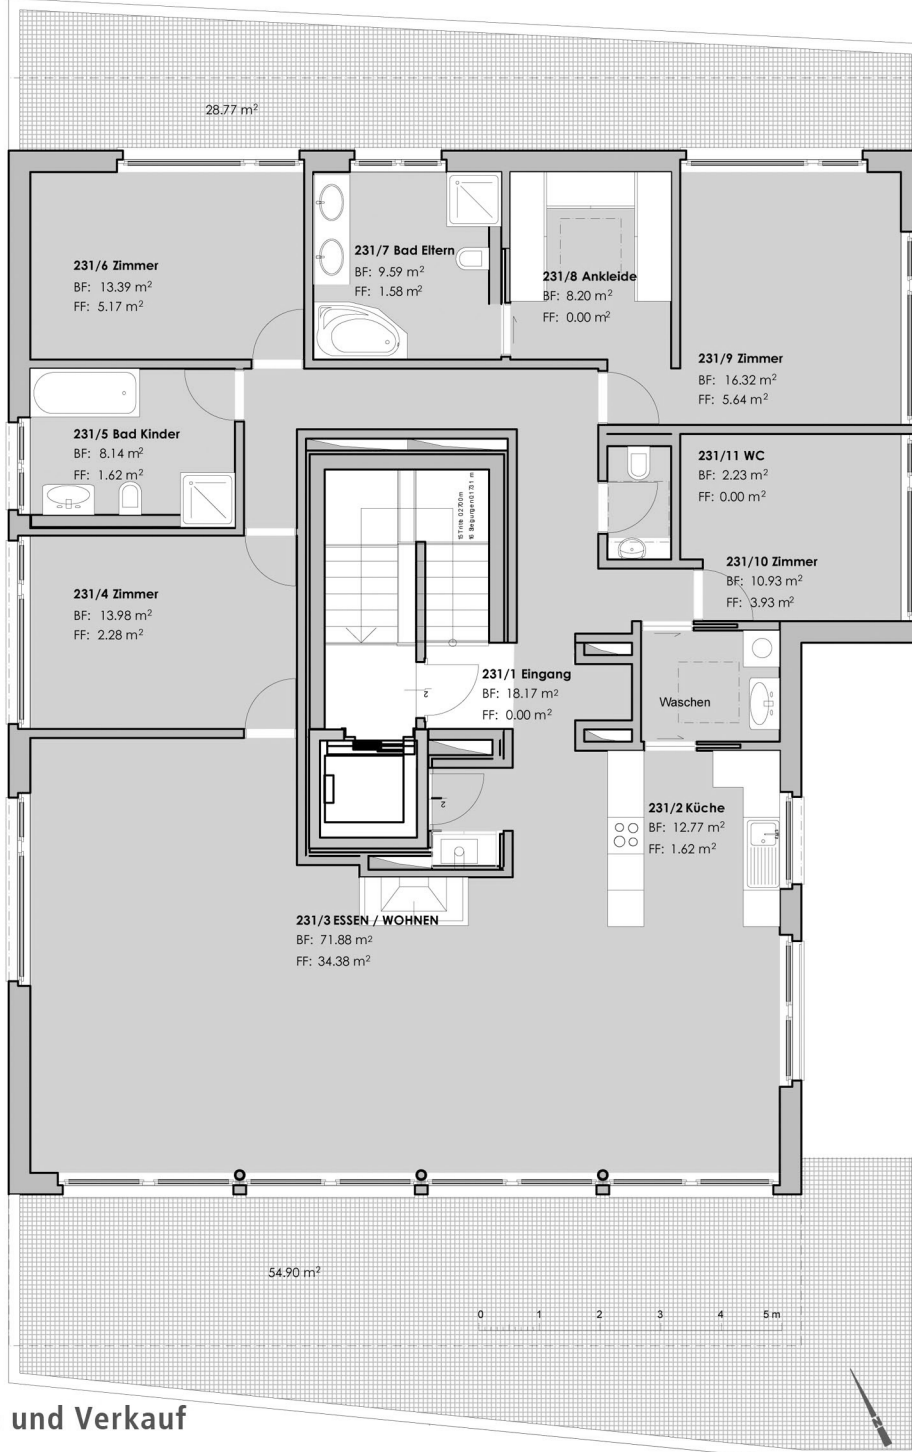 28.77 m²
231/6 Zimmer
BF: 13.39 m²
FF: 5.17 m²
231/7 Bad Eltern
BF: 9.59 m²
FF: 1.58 m²
231/8 Ankleide
BF: 8.20 m²
FF: 0.00 m²
231/9 Zimmer
BF: 16.32 m²
FF: 5.64 m²
231/5 Bad Kinder
BF: 8.14 m²
FF: 1.62 m²
231/11 WC
BF: 2.23 m²
FF: 0.00 m²
231/10 Zimmer
BF: 10.93 m²
FF: 3.93 m²
231/4 Zimmer
BF: 13.98 m²
FF: 2.28 m²
231/1 Eingang
BF: 18.17 m²
FF: 0.00 m²
2
Waschen
2
231/2 Küche
BF: 12.77 m²
FF: 1.62 m²
231/3 ESSEN / WOHNEN
BF: 71.88 m²
FF: 34.38 m²
54.90 m²
0 1 2 3 4 5 m
N
und Verkauf